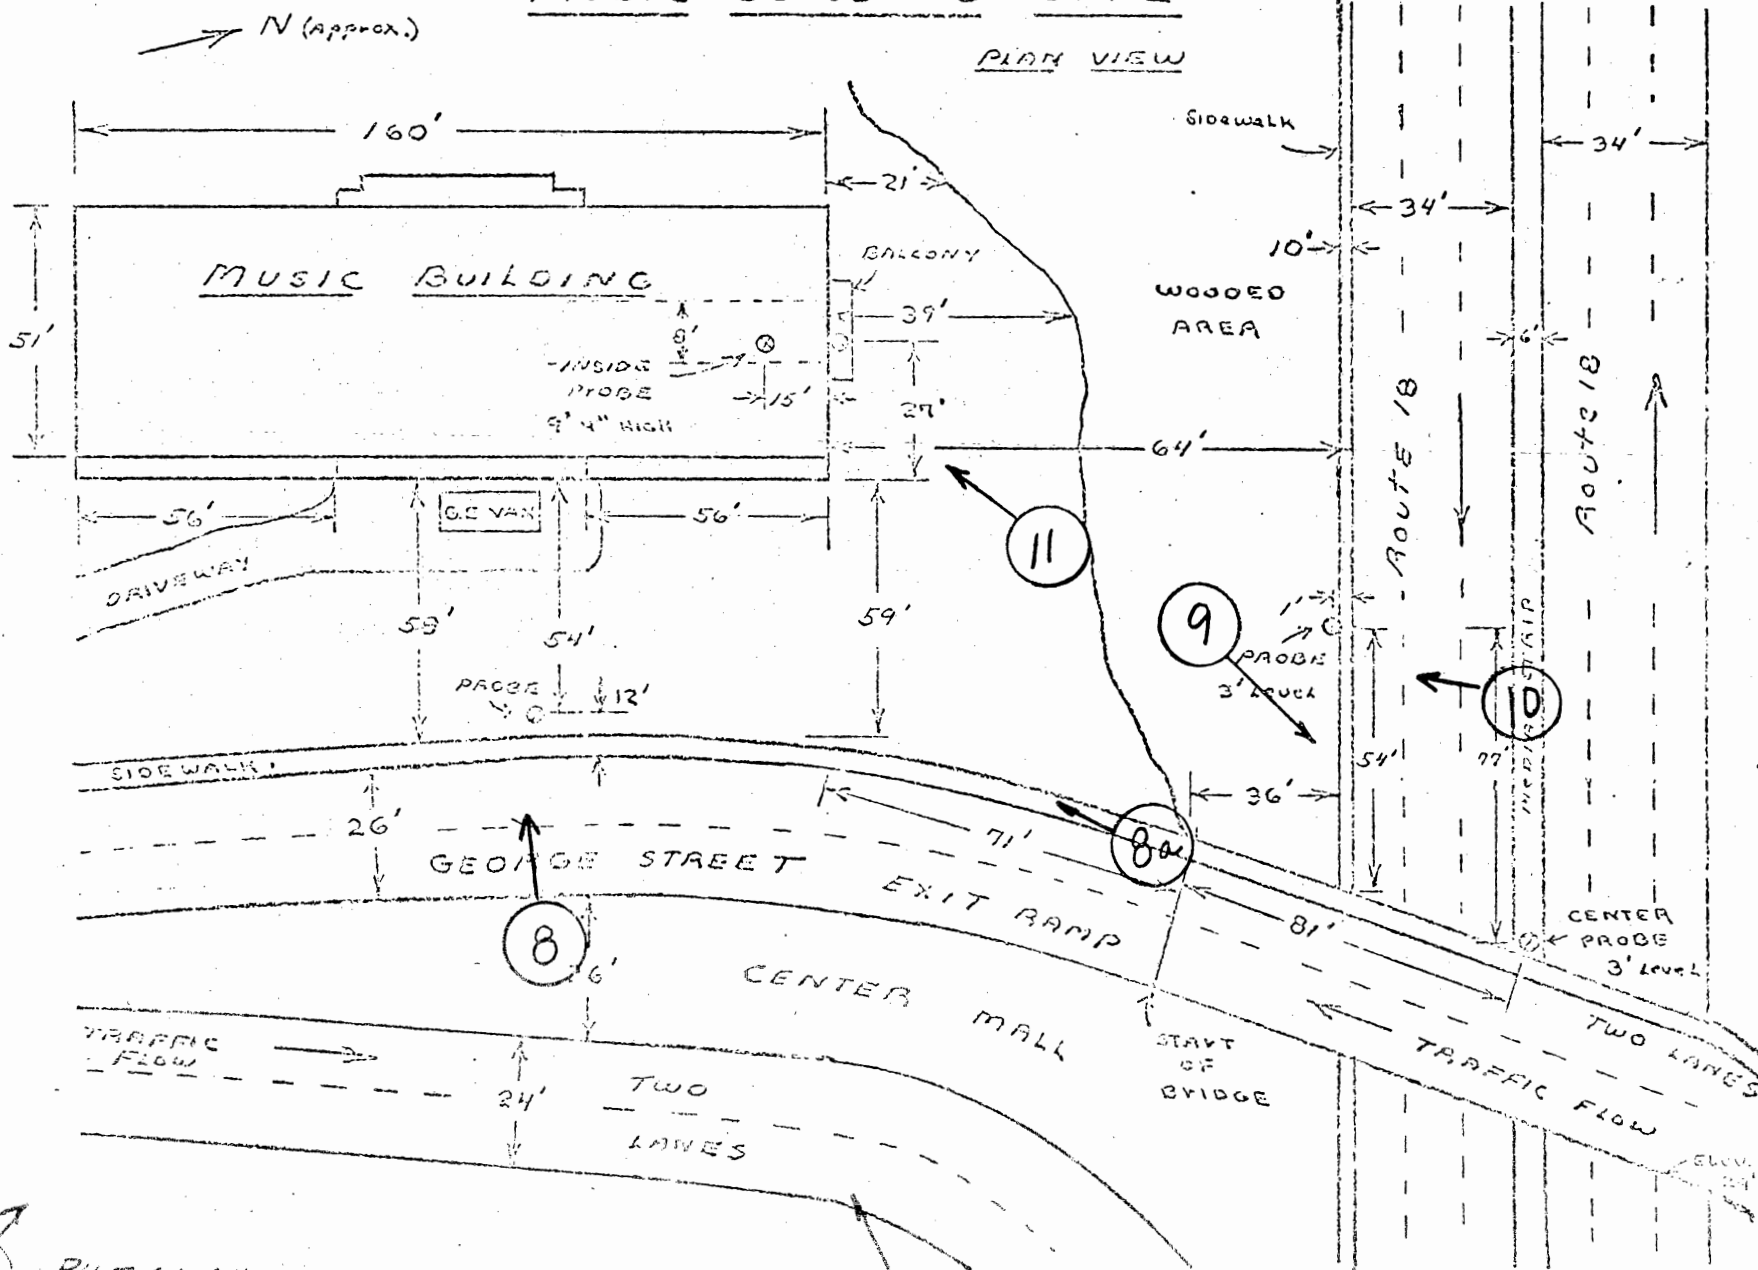 N (Approx.)
PLAN VIEW
160'
Sidewalk
34'
21'
34'
10'
BALCONY
MUSIC BUILDING
39'
WOODED
AREA
8'
51'
6'
INSIDE
PROBE
9' 4" HIGH
15'
27'
Route 18
Route 18
64'
56'
G.E VAN
56'
11
DRIVEWAY
58'
54'
59'
1'
9
PROBE
3' Level
PROBE
12'
10
MEDIAN STRIP
54'
77'
SIDEWALK
36'
26'
71'
8a
GEORGE STREET
EXIT RAMP
8
6'
81'
CENTER
PROBE
3' Level
CENTER MALL
TRAFFIC
FLOW
START
OF
BRIDGE
TWO LANES
TRAFFIC FLOW
24'
TWO
LANES